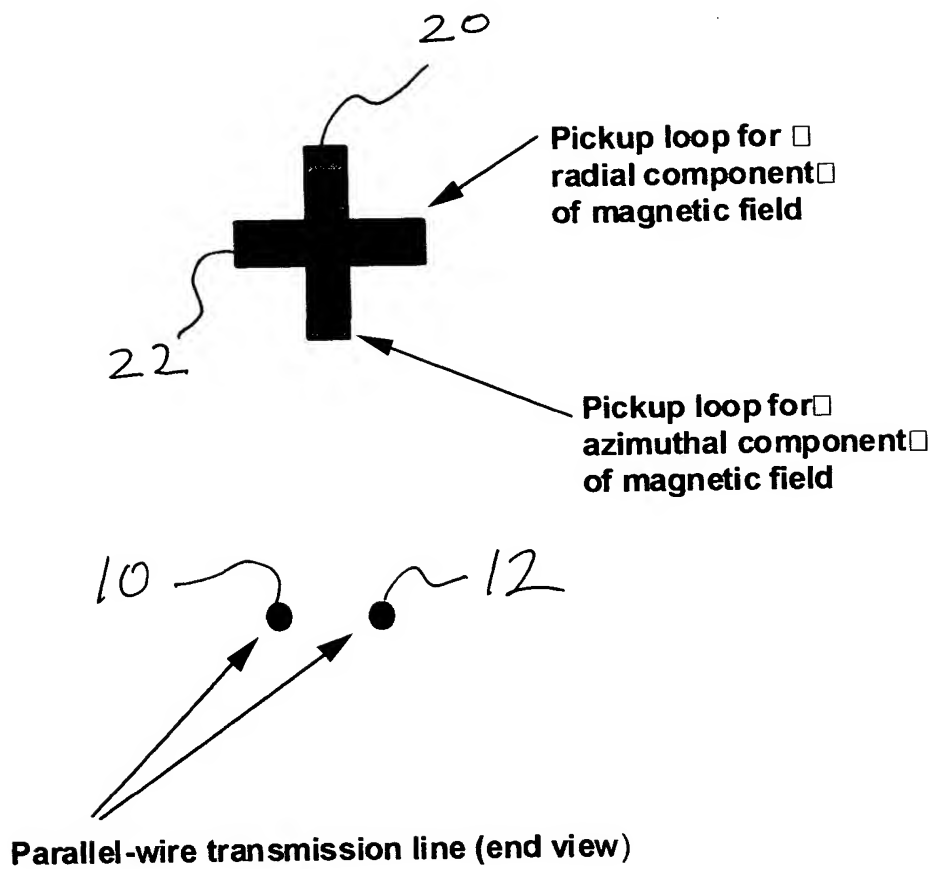 20
Pickup loop for □
radial component□
of magnetic field
22
Pickup loop for□
azimuthal component□
of magnetic field
10
12
Parallel-wire transmission line (end view)